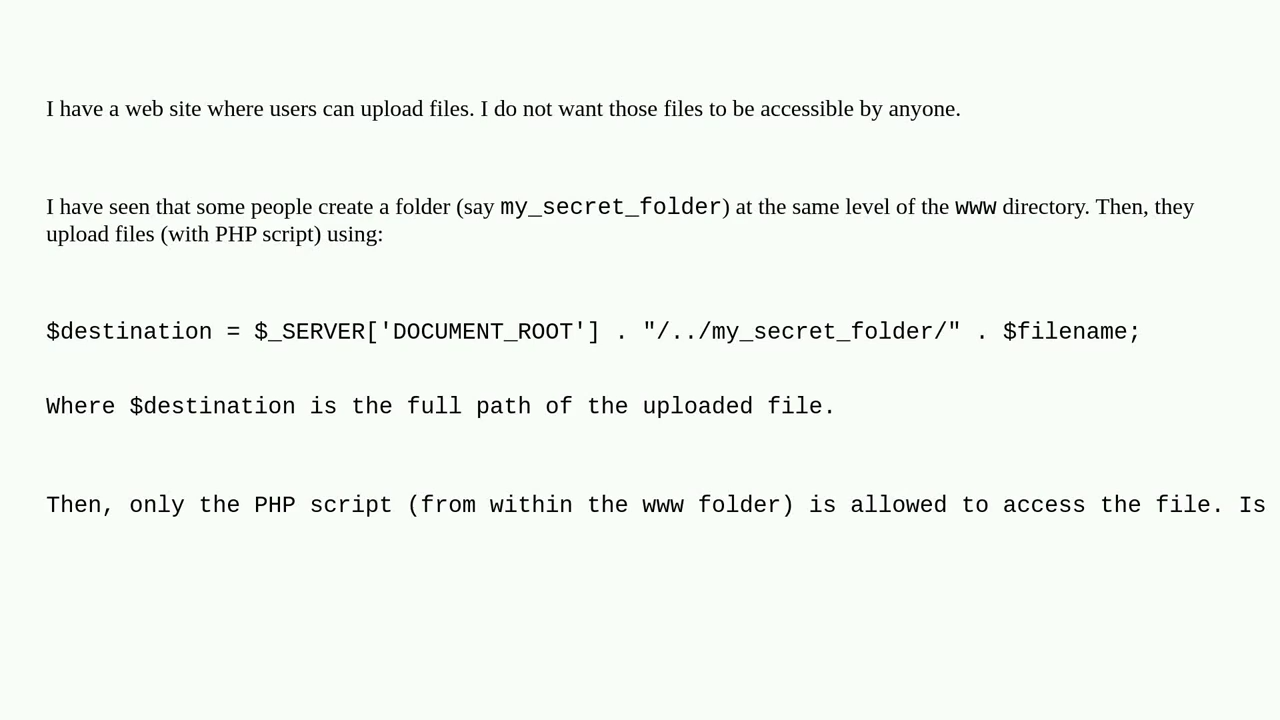 I have a web site where users can upload files. I do not want those files to be accessible by anyone.
I have seen that some people create a folder (say my_secret_folder) at the same level of the www directory. Then, they
upload files (with PHP script) using:
$destination = $_SERVER['DOCUMENT_ROOT'] . "/../my_secret_folder/" . $filename;
Where $destination is the full path of the uploaded file.
Then, only the PHP script (from within the www folder) is allowed to access the file. Is